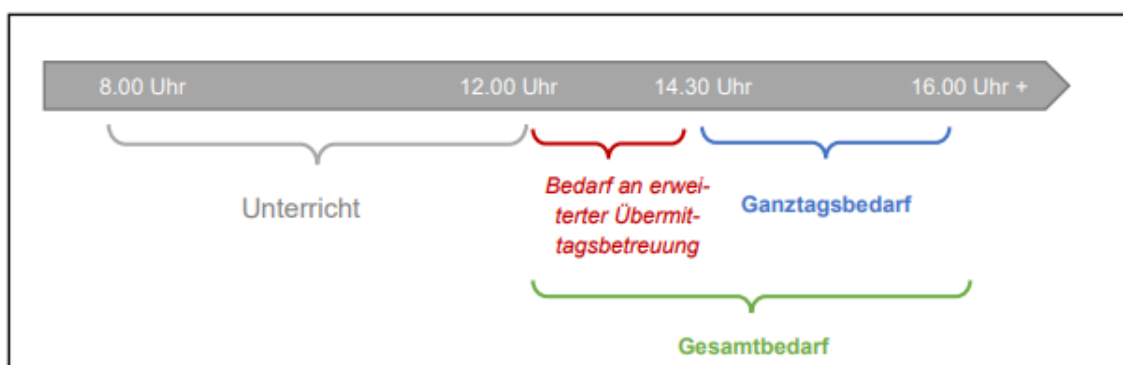 8.00 Uhr 12.00 Uhr 14.30 Uhr 16.00 Uhr +
Unterricht
Bedarf an erwei-
terter Übermit-
tagsbetreuung
Ganztagsbedarf
Gesamtbedarf